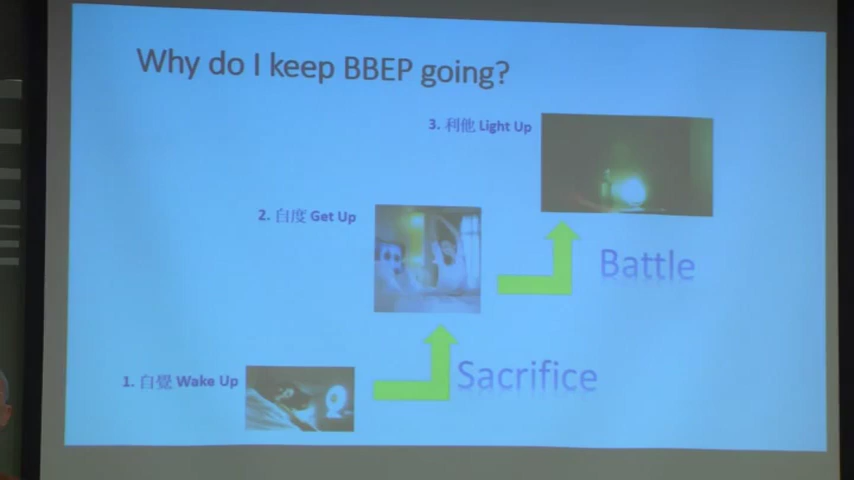 Why do I keep BBEP going?
3. 利他 Light Up
2. 自度 Get Up
Battle
1. 自覺 Wake Up
Sacrifice